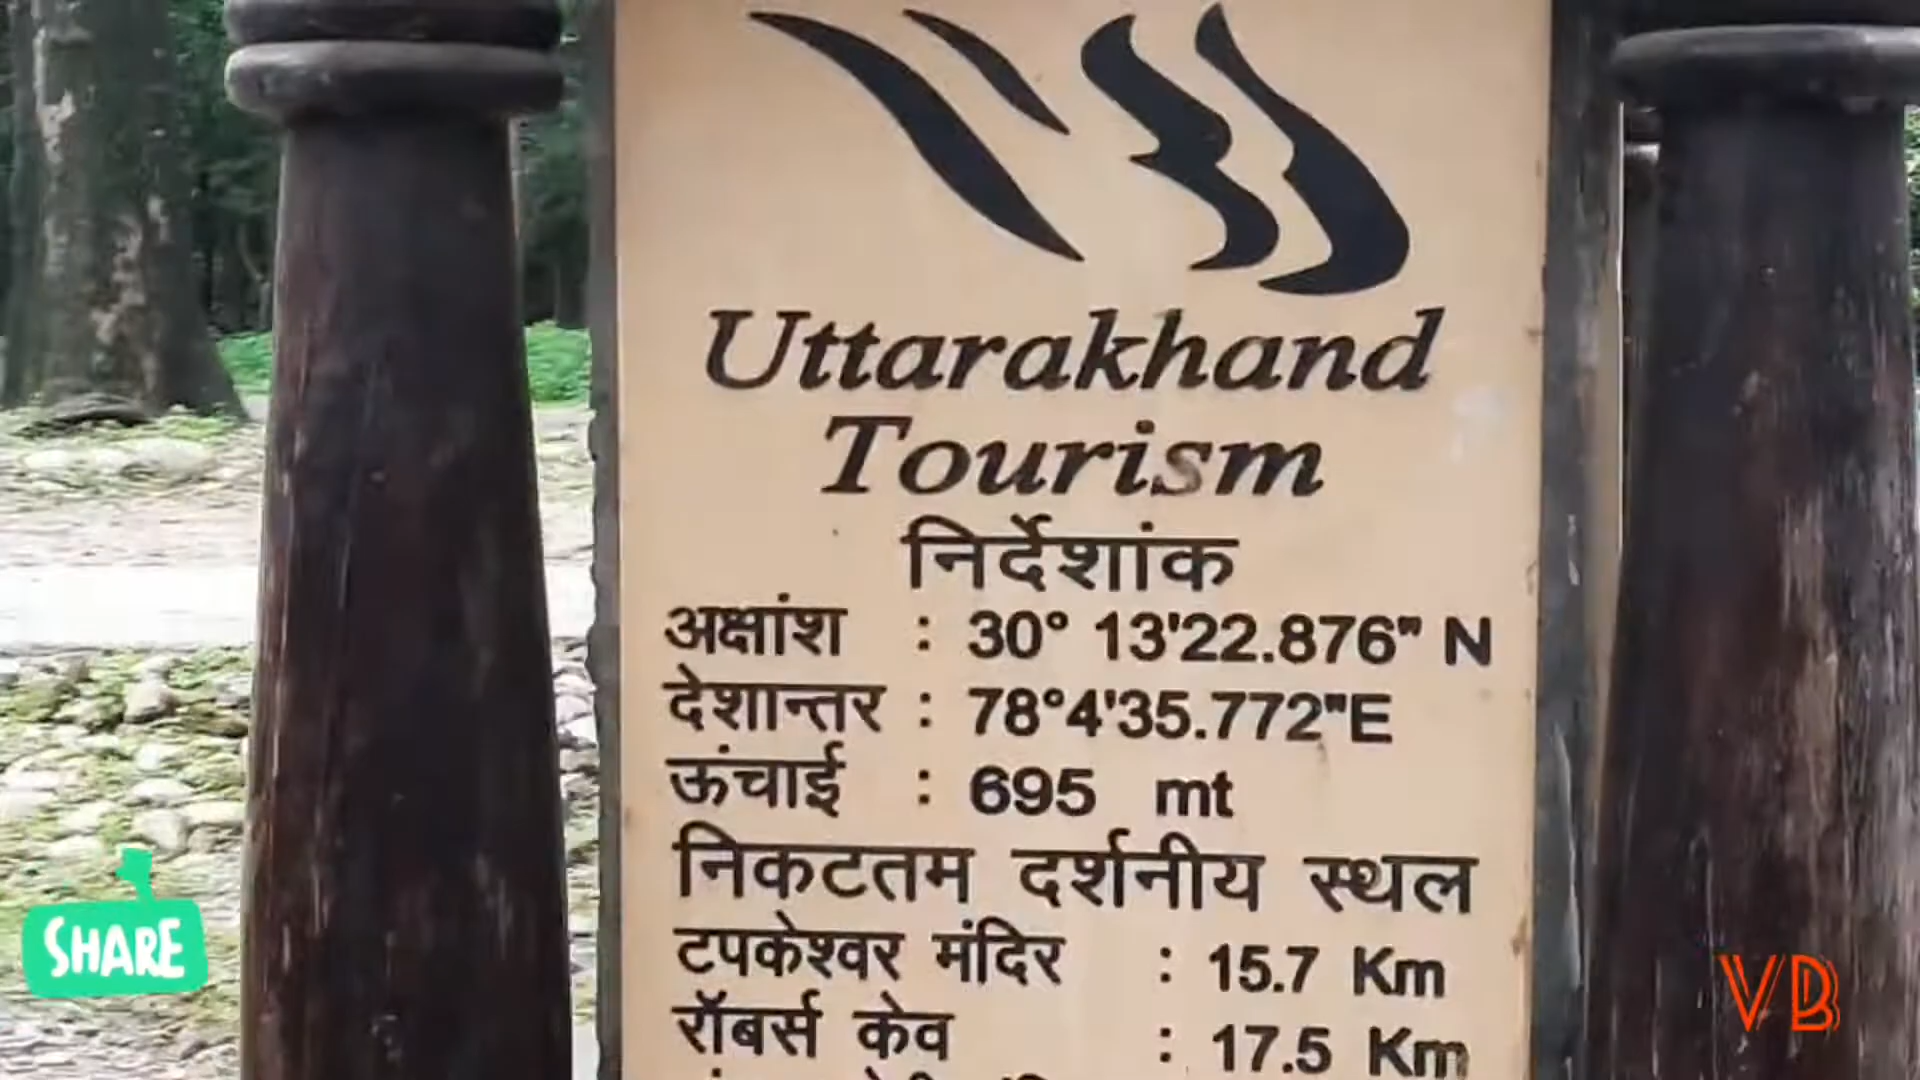 Uttarakhand
Tourism
निर्देशांक
अक्षांश : 30° 13'22.876" N
देशान्तर : 78°4'35.772"E
ऊंचाई : 695 mt
निकटतम दर्शनीय स्थल
टपकेश्वर मंदिर : 15.7 Km
रॉबर्स केव : 17.5 Km
SHARE
VB